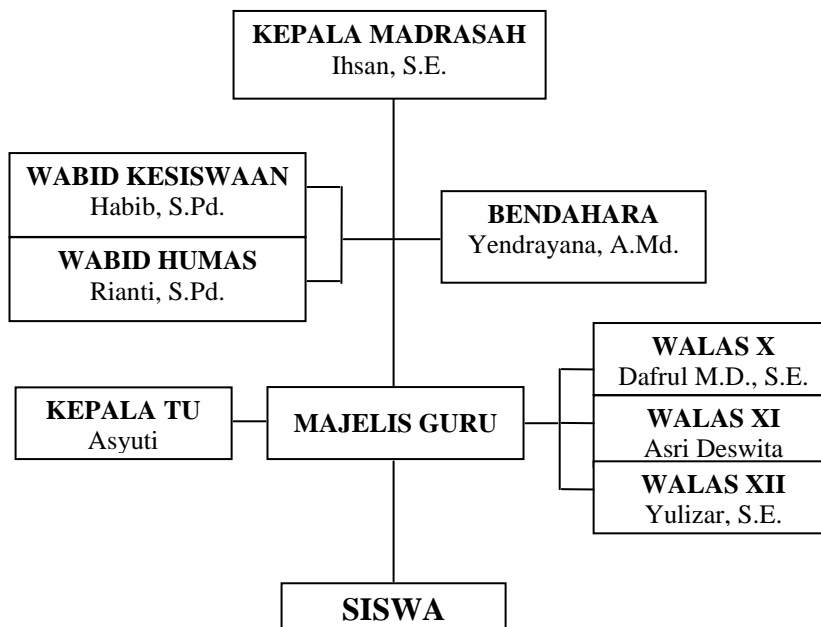 KEPALA MADRASAH
Ihsan, S.E.
WABID KESISWAAN
Habib, S.Pd.
WABID HUMAS
Rianti, S.Pd.
BENDAHARA
Yendrayana, A.Md.
WALAS X
Dafrul M.D., S.E.
WALAS XI
Asri Deswita
WALAS XII
Yulizar, S.E.
KEPALA TU
Asyuti
MAJELIS GURU
SISWA